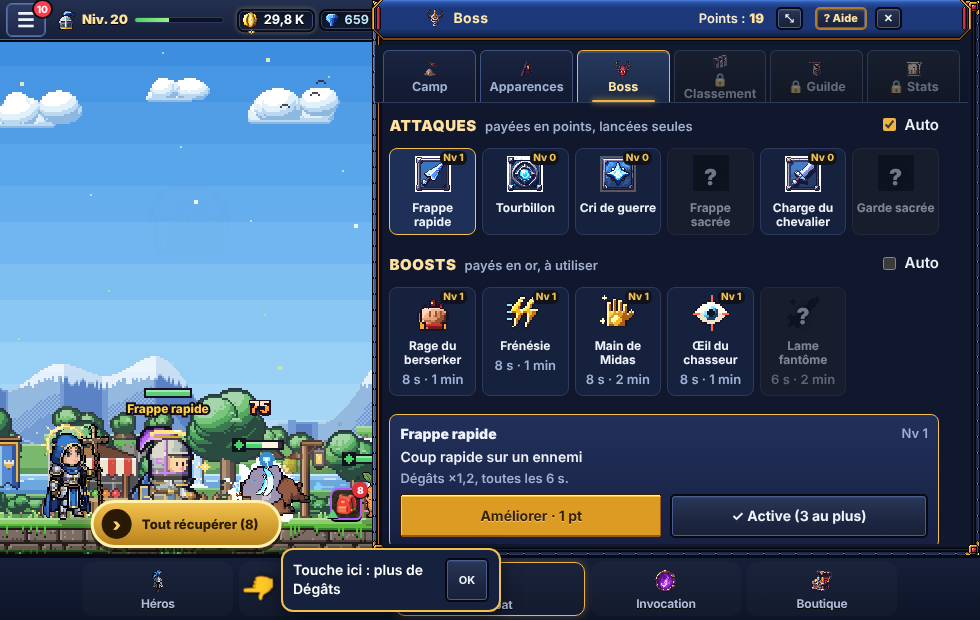 10
Niv. 20
29,8 K
659
Boss
Points : 19
? Aide
Camp
Apparences
Boss
Classement
Guilde
Stats
ATTAQUES payées en points, lancées seules
Auto
Nv 1
Nv 0
Nv 0
?
Nv 0
?
Frappe rapide
Tourbillon
Cri de guerre
Frappe sacrée
Charge du chevalier
Garde sacrée
BOOSTS payés en or, à utiliser
Auto
Nv 1
Nv 1
Nv 1
Nv 1
?
Rage du berserker
Frénésie
Main de Midas
Œil du chasseur
Lame fantôme
8 s · 1 min
8 s · 1 min
8 s · 2 min
8 s · 1 min
6 s · 2 min
Frappe rapide
75
Frappe rapide
Nv 1
Coup rapide sur un ennemi
Dégâts ×1,2, toutes les 6 s.
Améliorer · 1 pt
✓ Active (3 au plus)
8
Tout récupérer (8)
Touche ici : plus de
Dégâts
OK
Héros
Invocation
Boutique